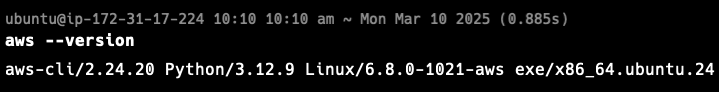 ubuntu@ip-172-31-17-224 10:10 10:10 am ~ Mon Mar 10 2025 (0.885s)
aws --version
aws-cli/2.24.20 Python/3.12.9 Linux/6.8.0-1021-aws exe/x86_64.ubuntu.24